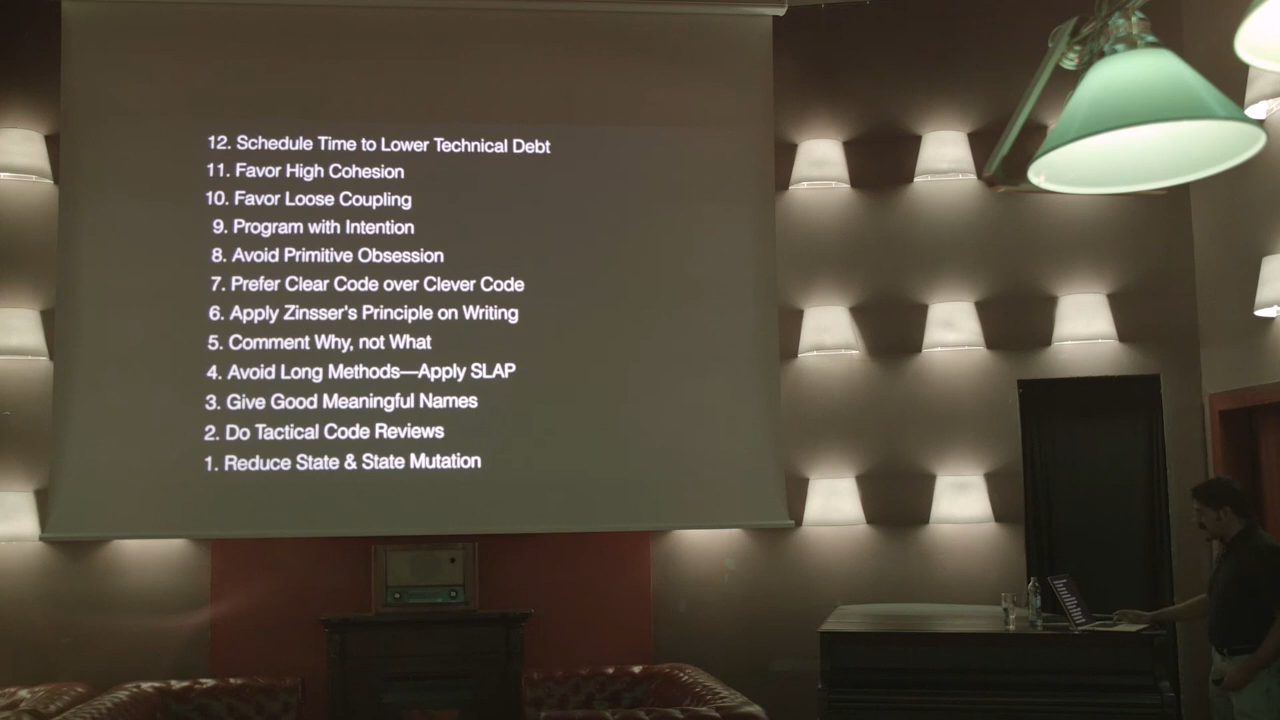 12. Schedule Time to Lower Technical Debt
11. Favor High Cohesion
10. Favor Loose Coupling
9. Program with Intention
8. Avoid Primitive Obsession
7. Prefer Clear Code over Clever Code
6. Apply Zinsser's Principle on Writing
5. Comment Why, not What
4. Avoid Long Methods—Apply SLAP
3. Give Good Meaningful Names
2. Do Tactical Code Reviews
1. Reduce State & State Mutation